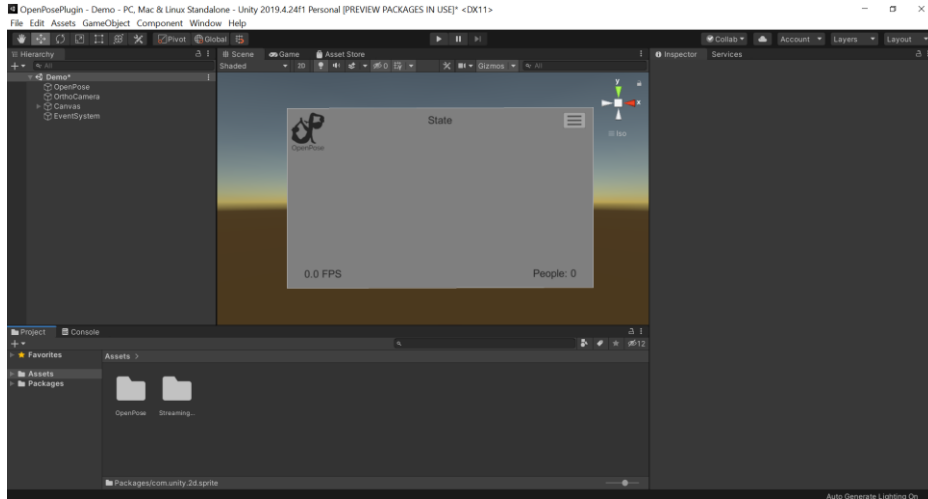 OpenPosePlugin - Demo - PC, Mac & Linux Standalone - Unity 2019.4.24f1 Personal [PREVIEW PACKAGES IN USE]* <DX11>
File Edit Assets GameObject Component Window Help
Pivot Global Collab Account Layers Layout
Hierarchy Scene Game Asset Store Inspector Services
All Shaded 2D 0 Gizmos All
Demo*
OpenPose
OrthoCamera
Canvas
EventSystem
y
x
Iso
State
OpenPose
0.0 FPS People: 0
Project Console
12
Favorites Assets >
Assets
Packages
OpenPose Streaming...
Packages/com.unity.2d.sprite
Auto Generate Lighting On